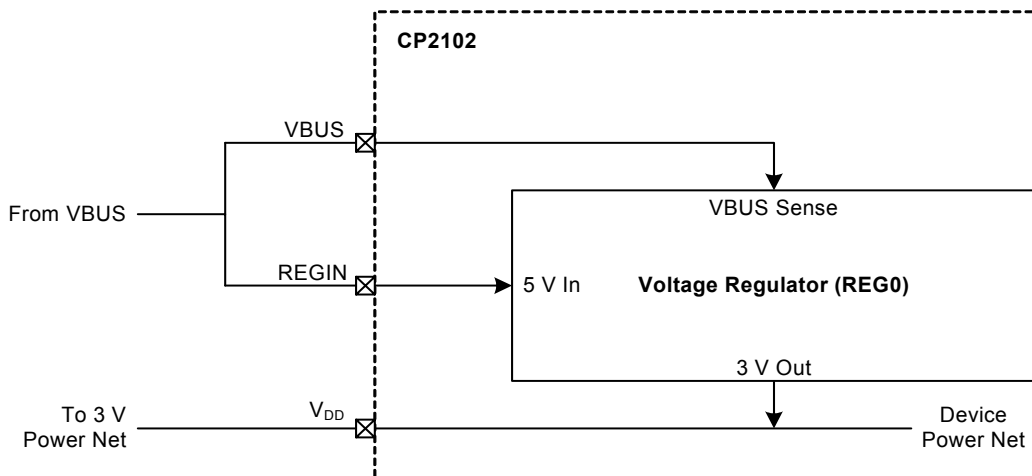 CP2102
VBUS
From VBUS
VBUS Sense
REGIN
5 V In
Voltage Regulator (REG0)
3 V Out
To 3 V
Power Net
VDD
Device
Power Net